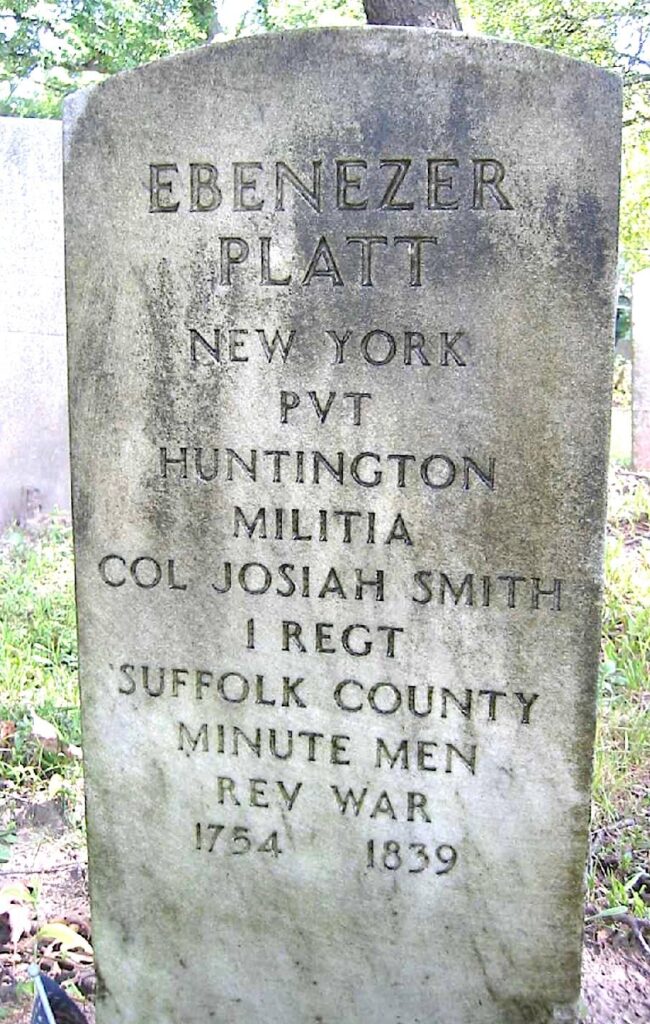 EBENEZER
PLATT
NEW YORK
PVT
HUNTINGTON
MILITIA
COL JOSIAH SMITH
1 REGT
SUFFOLK COUNTY
MINUTE MEN
REV WAR
1754 1839